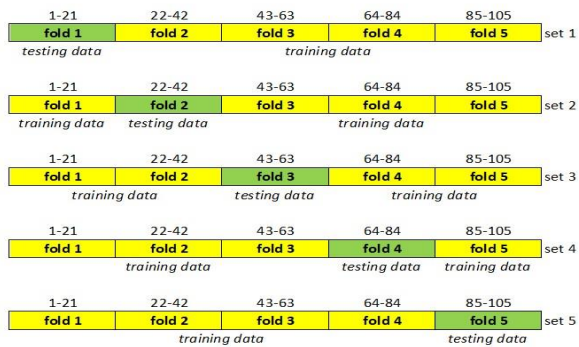 1-21 22-42 43-63 64-84 85-105
fold 1 fold 2 fold 3 fold 4 fold 5 set 1
testing data training data
1-21 22-42 43-63 64-84 85-105
fold 1 fold 2 fold 3 fold 4 fold 5 set 2
training data testing data training data
1-21 22-42 43-63 64-84 85-105
fold 1 fold 2 fold 3 fold 4 fold 5 set 3
training data testing data training data
1-21 22-42 43-63 64-84 85-105
fold 1 fold 2 fold 3 fold 4 fold 5 set 4
training data testing data training data
1-21 22-42 43-63 64-84 85-105
fold 1 fold 2 fold 3 fold 4 fold 5 set 5
training data testing data